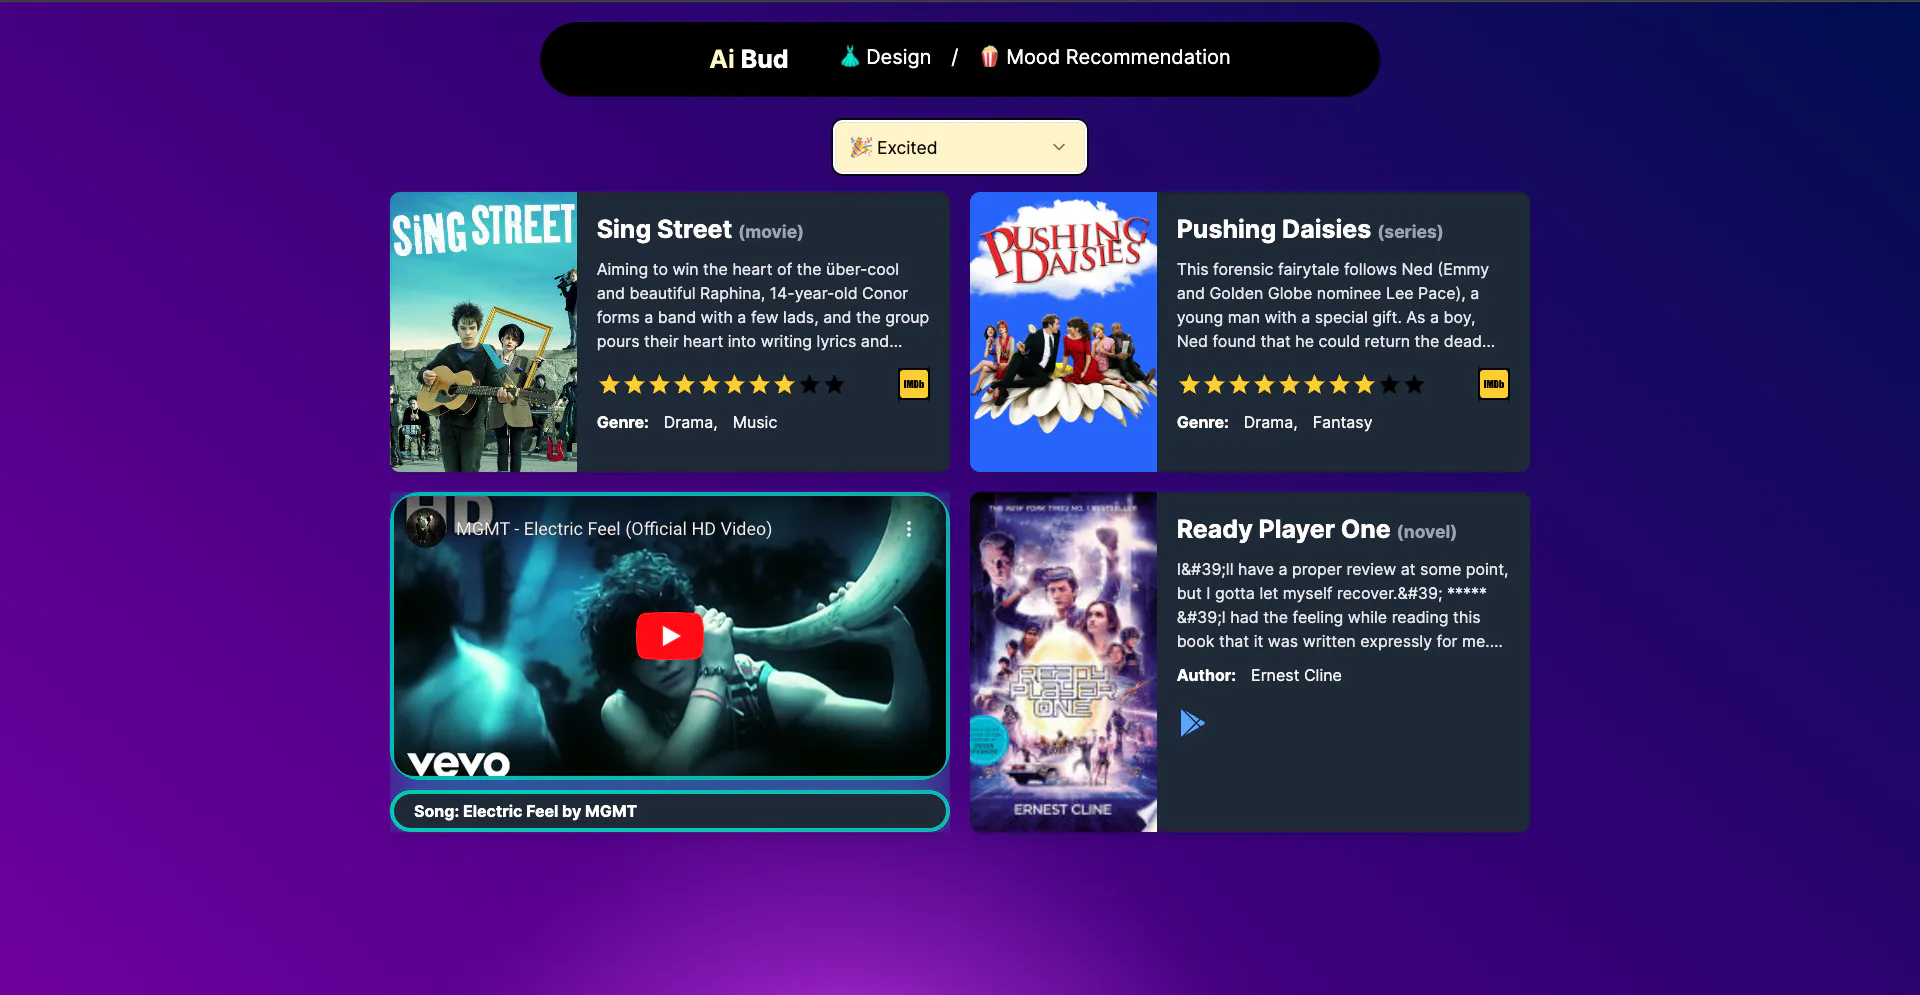 Ai Bud
Design / Mood Recommendation
Excited
SiNG STREET
Sing Street (movie)
Aiming to win the heart of the über-cool
and beautiful Raphina, 14-year-old Conor
forms a band with a few lads, and the group
pours their heart into writing lyrics and...
IMDb
Genre: Drama, Music
PUSHING
DAISIES
Pushing Daisies (series)
This forensic fairytale follows Ned (Emmy
and Golden Globe nominee Lee Pace), a
young man with a special gift. As a boy,
Ned found that he could return the dead...
IMDb
Genre: Drama, Fantasy
HD
MGMT - Electric Feel (Official HD Video)
vevo
Song: Electric Feel by MGMT
THE NEW YORK TIMES NO. 1 BESTSELLER
READY
PLAYER
ONE
ERNEST CLINE
Ready Player One (novel)
I&#39;ll have a proper review at some point,
but I gotta let myself recover.&#39; *****
&#39;I had the feeling while reading this
book that it was written expressly for me....
Author: Ernest Cline